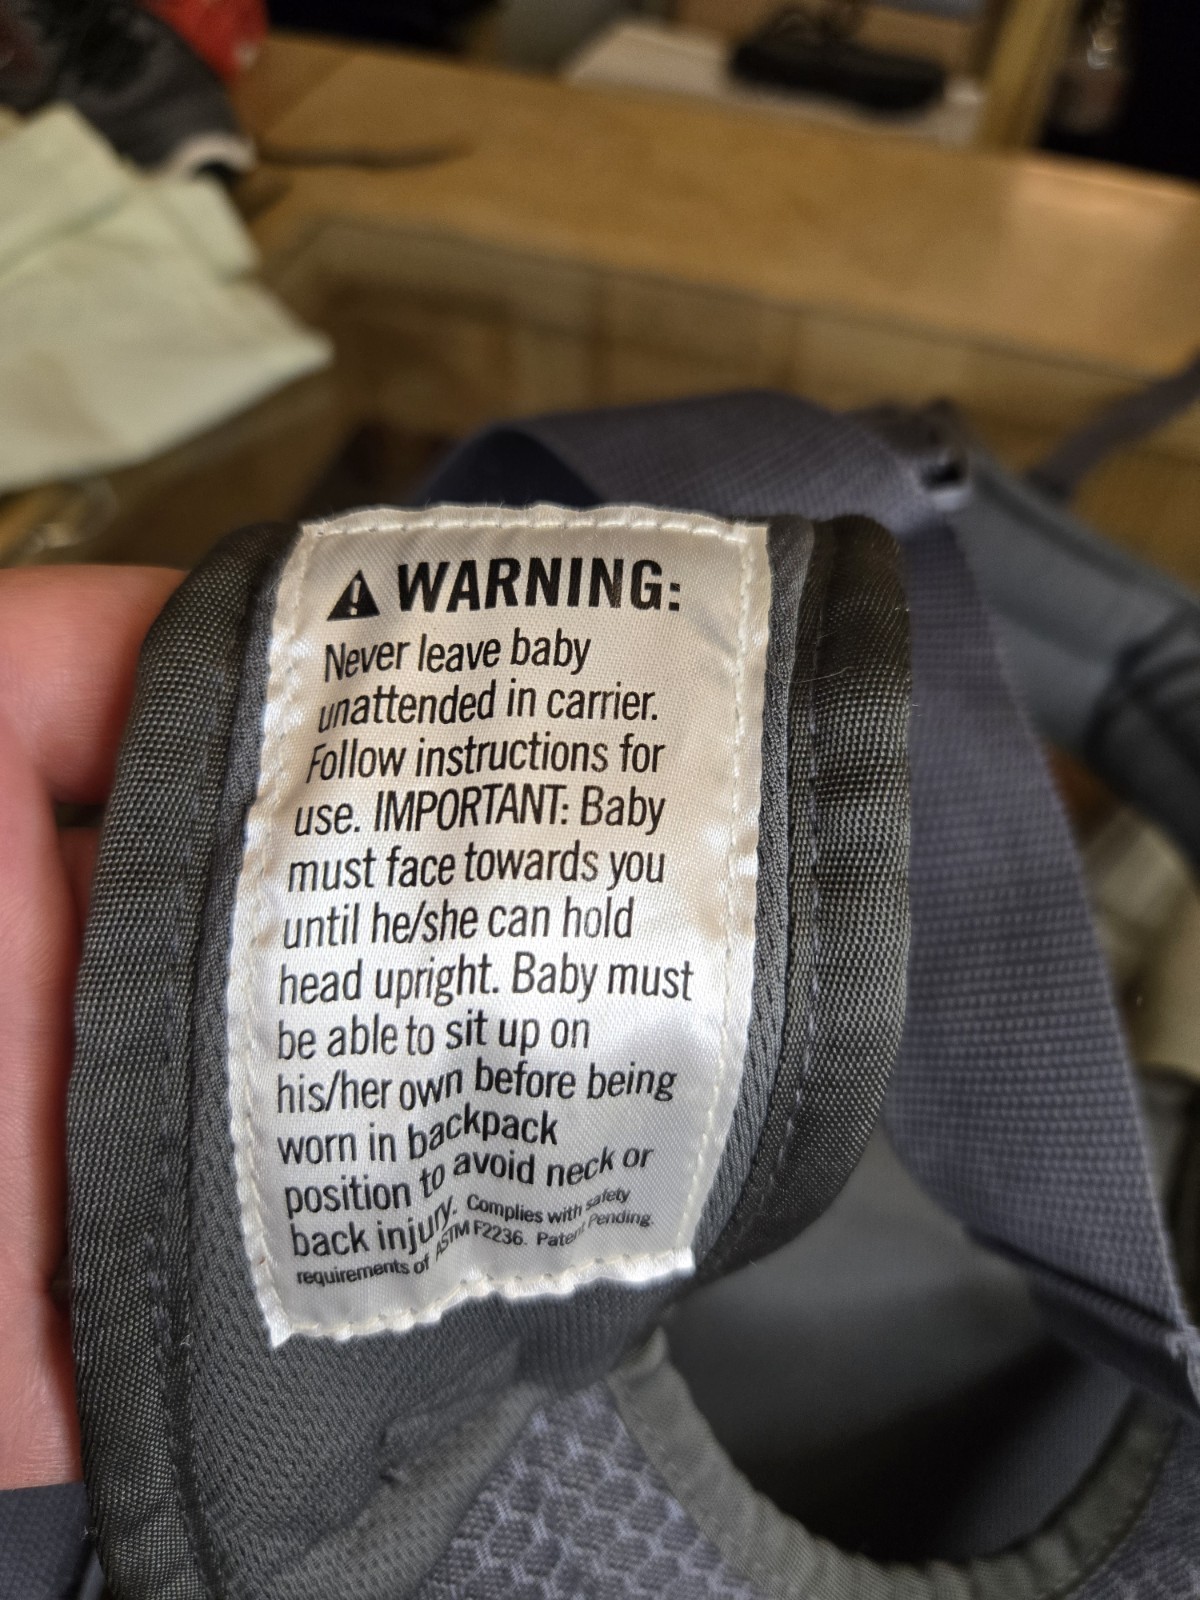 WARNING:
Never leave baby
unattended in carrier.
Follow instructions for
use. IMPORTANT: Baby
must face towards you
until he/she can hold
head upright. Baby must
be able to sit up on
his/her own before being
worn in backpack
position to avoid neck or
back injury. Complies with safety
requirements of ASTM F2236. Patent Pending.